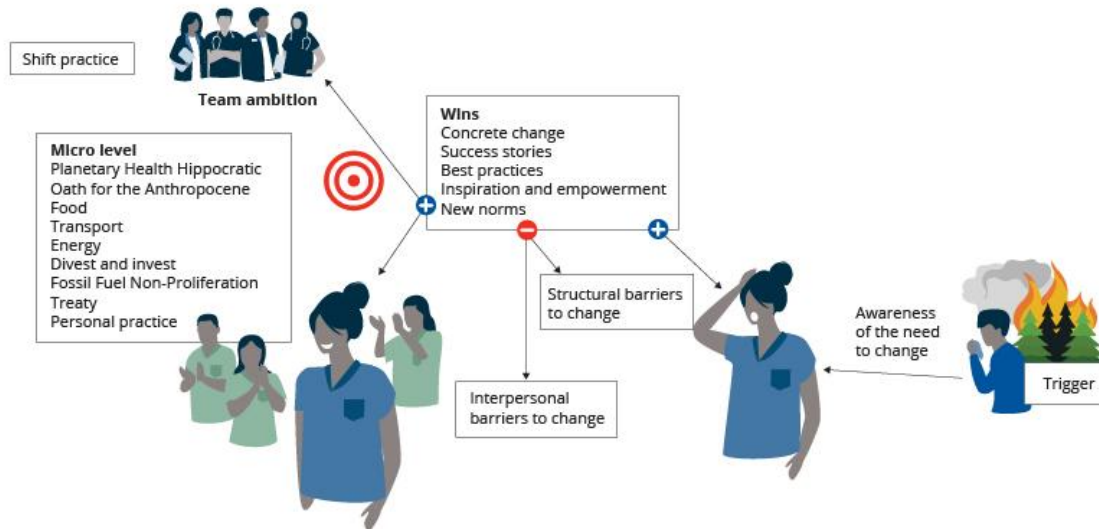 Shift practice
Team ambition
Micro level
Planetary Health Hippocratic
Oath for the Anthropocene
Food
Transport
Energy
Divest and invest
Fossil Fuel Non-Proliferation
Treaty
Personal practice
Wins
Concrete change
Success stories
Best practices
Inspiration and empowerment
New norms
Structural barriers
to change
Interpersonal
barriers to change
Awareness
of the need
to change
Trigger